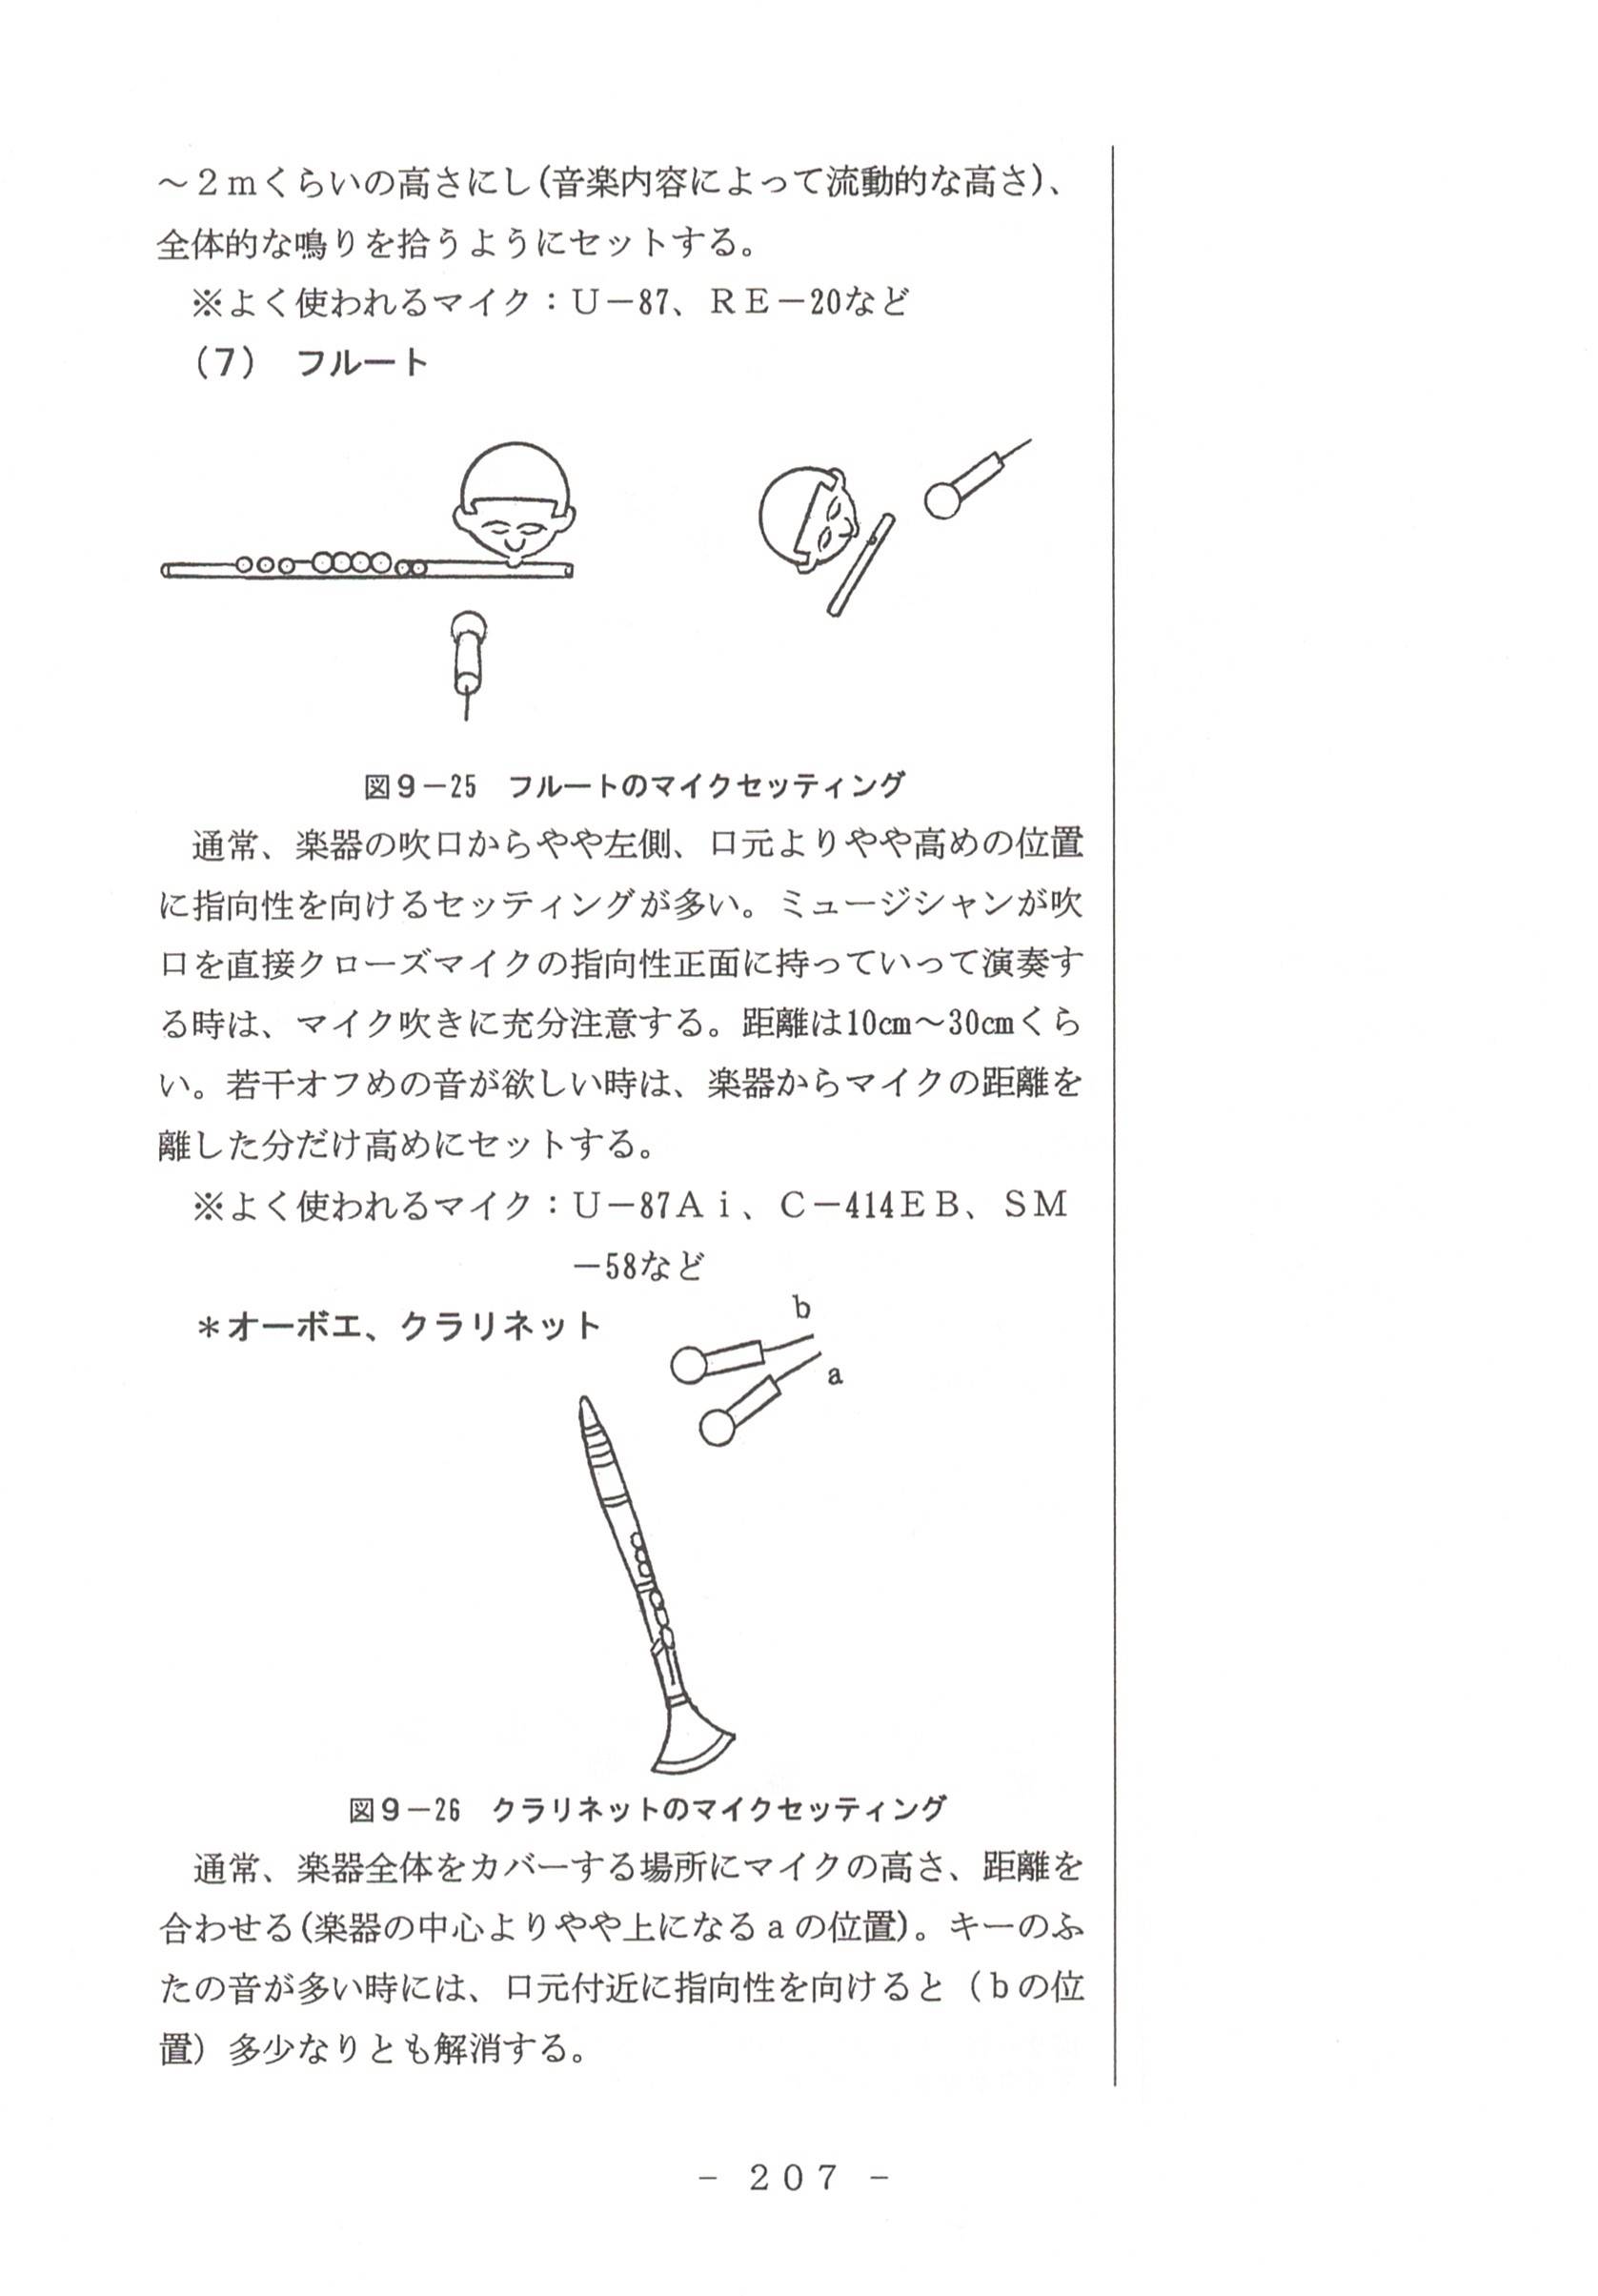 ～２ｍくらいの高さにし(音楽内容によって流動的な高さ)、
全体的な鳴りを拾うようにセットする。
※よく使われるマイク：Ｕ－87、ＲＥ－20など
（7）　フルート
図９－25　フルートのマイクセッティング
通常、楽器の吹口からやや左側、口元よりやや高めの位置
に指向性を向けるセッティングが多い。ミュージシャンが吹
口を直接クローズマイクの指向性正面に持っていって演奏す
る時は、マイク吹きに充分注意する。距離は10cm～30cmくら
い。若干オフめの音が欲しい時は、楽器からマイクの距離を
離した分だけ高めにセットする。
※よく使われるマイク：Ｕ－87Ａｉ、Ｃ－414ＥＢ、ＳＭ
－58など
＊オーボエ、クラリネット
b
a
図９－26　クラリネットのマイクセッティング
通常、楽器全体をカバーする場所にマイクの高さ、距離を
合わせる(楽器の中心よりやや上になるａの位置)。キーのふ
たの音が多い時には、口元付近に指向性を向けると（ｂの位
置）多少なりとも解消する。
－ 207 －